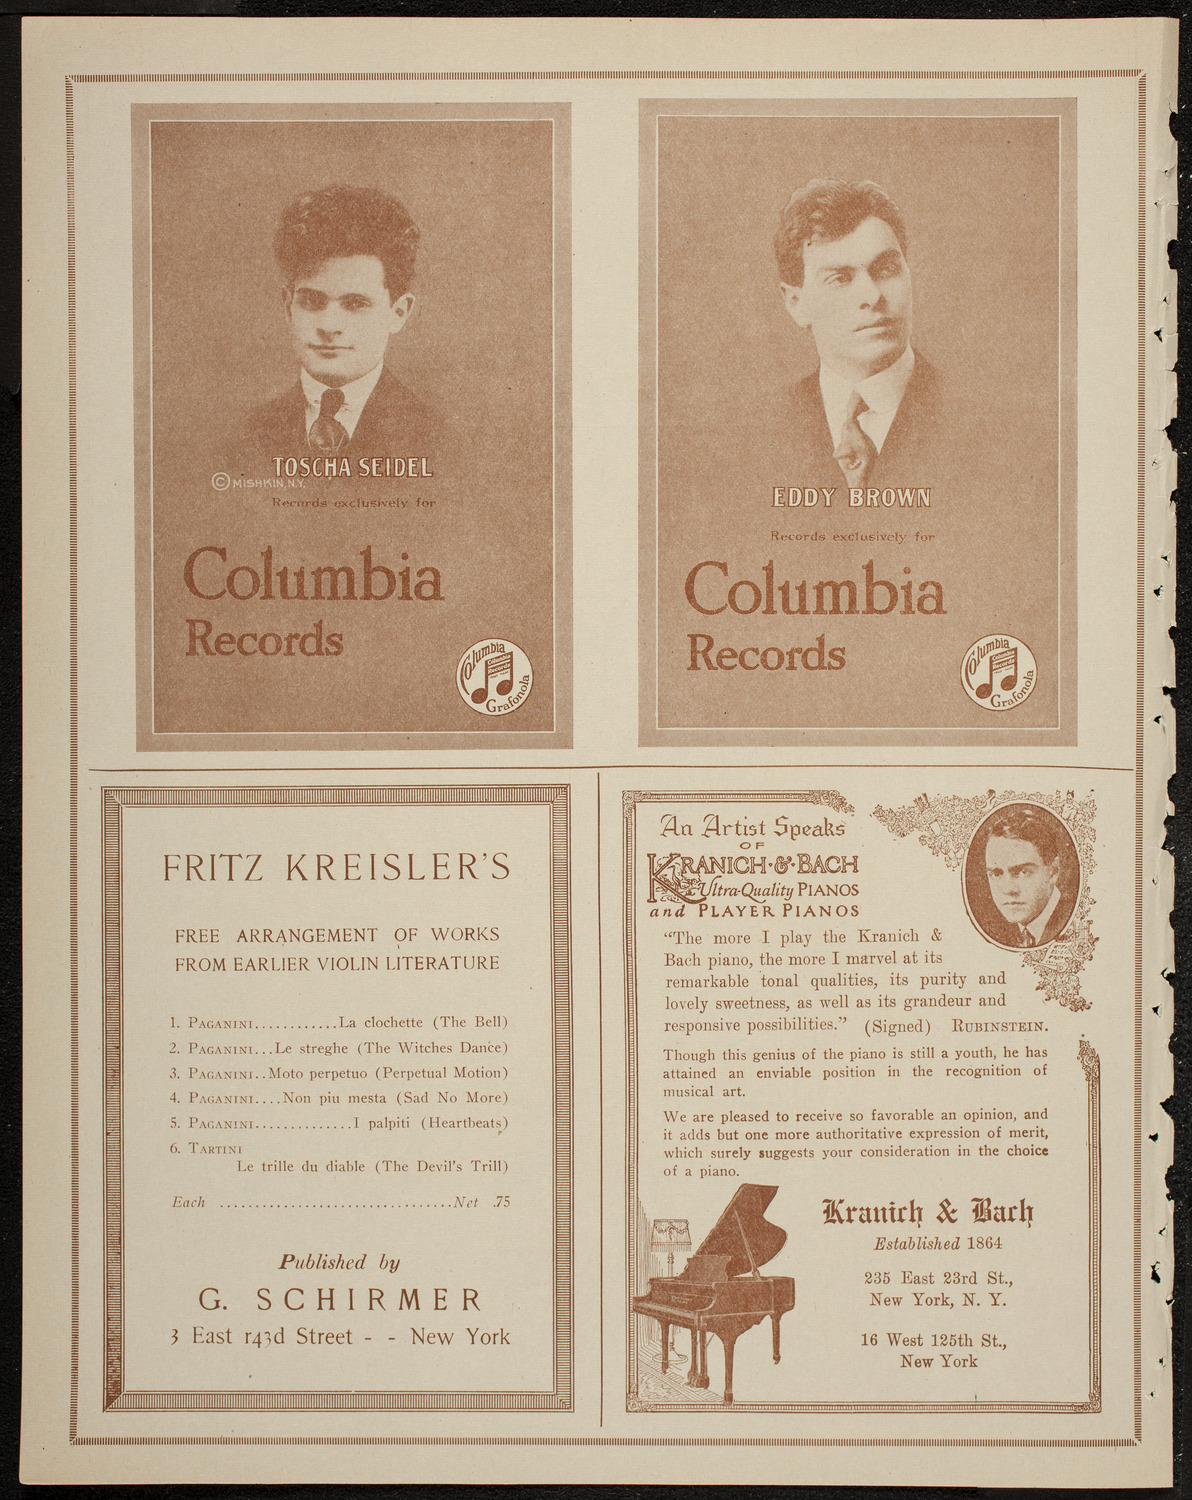 TOSCHA SEIDEL
© MISHKIN, N.Y.
Records exclusively for
Columbia
Records
Columbia
Columbia
Records
Grafonola
EDDY BROWN
Records exclusively for
Columbia
Records
Columbia
Columbia
Records
Grafonola
FRITZ KREISLER'S
FREE ARRANGEMENT OF WORKS
FROM EARLIER VIOLIN LITERATURE
1. PAGANINI............La clochette (The Bell)
2. PAGANINI...Le streghe (The Witches Dance)
3. PAGANINI..Moto perpetuo (Perpetual Motion)
4. PAGANINI....Non piu mesta (Sad No More)
5. PAGANINI..............I palpiti (Heartbeats)
6. TARTINI
Le trille du diable (The Devil's Trill)
Each ................................Net .75
Published by
G. SCHIRMER
3 East r43d Street - - New York
An Artist Speaks
OF
KRANICH·&·BACH
Ultra-Quality PIANOS
and PLAYER PIANOS
“The more I play the Kranich &
Bach piano, the more I marvel at its
remarkable tonal qualities, its purity and
lovely sweetness, as well as its grandeur and
responsive possibilities.” (Signed) RUBINSTEIN.
Though this genius of the piano is still a youth, he has
attained an enviable position in the recognition of
musical art.
We are pleased to receive so favorable an opinion, and
it adds but one more authoritative expression of merit,
which surely suggests your consideration in the choice
of a piano.
Kranich & Bach
Established 1864
235 East 23rd St.,
New York, N. Y.
16 West 125th St.,
New York